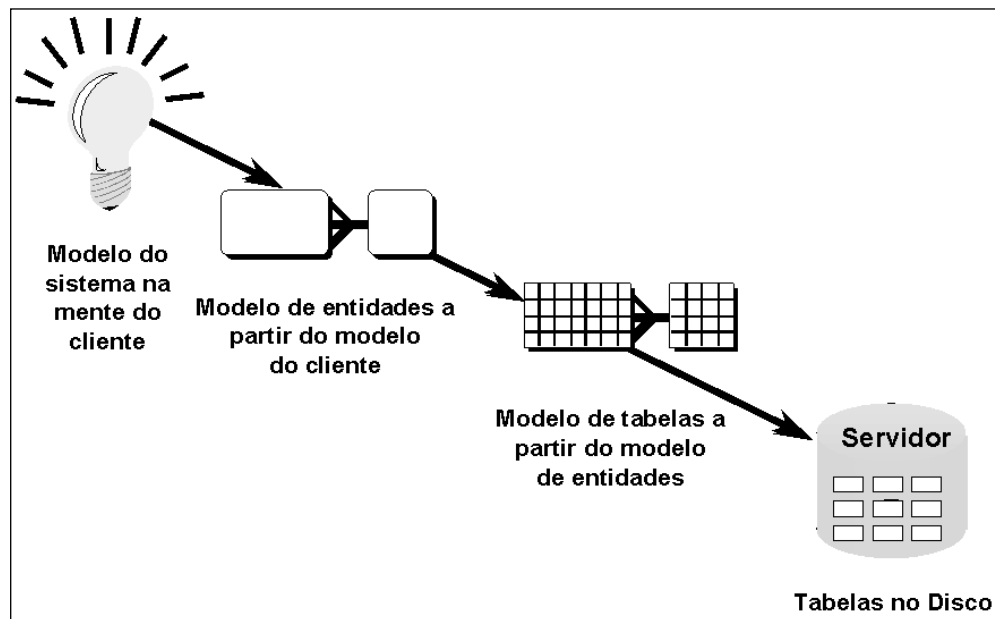 Modelo do
sistema na
mente do
cliente
Modelo de entidades a
partir do modelo
do cliente
Modelo de tabelas a
partir do modelo
de entidades
Servidor
Tabelas no Disco